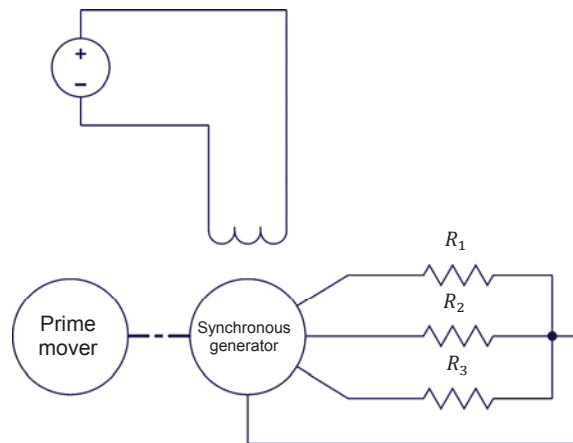 +
−
R₁
R₂
R₃
Prime
mover
Synchronous
generator